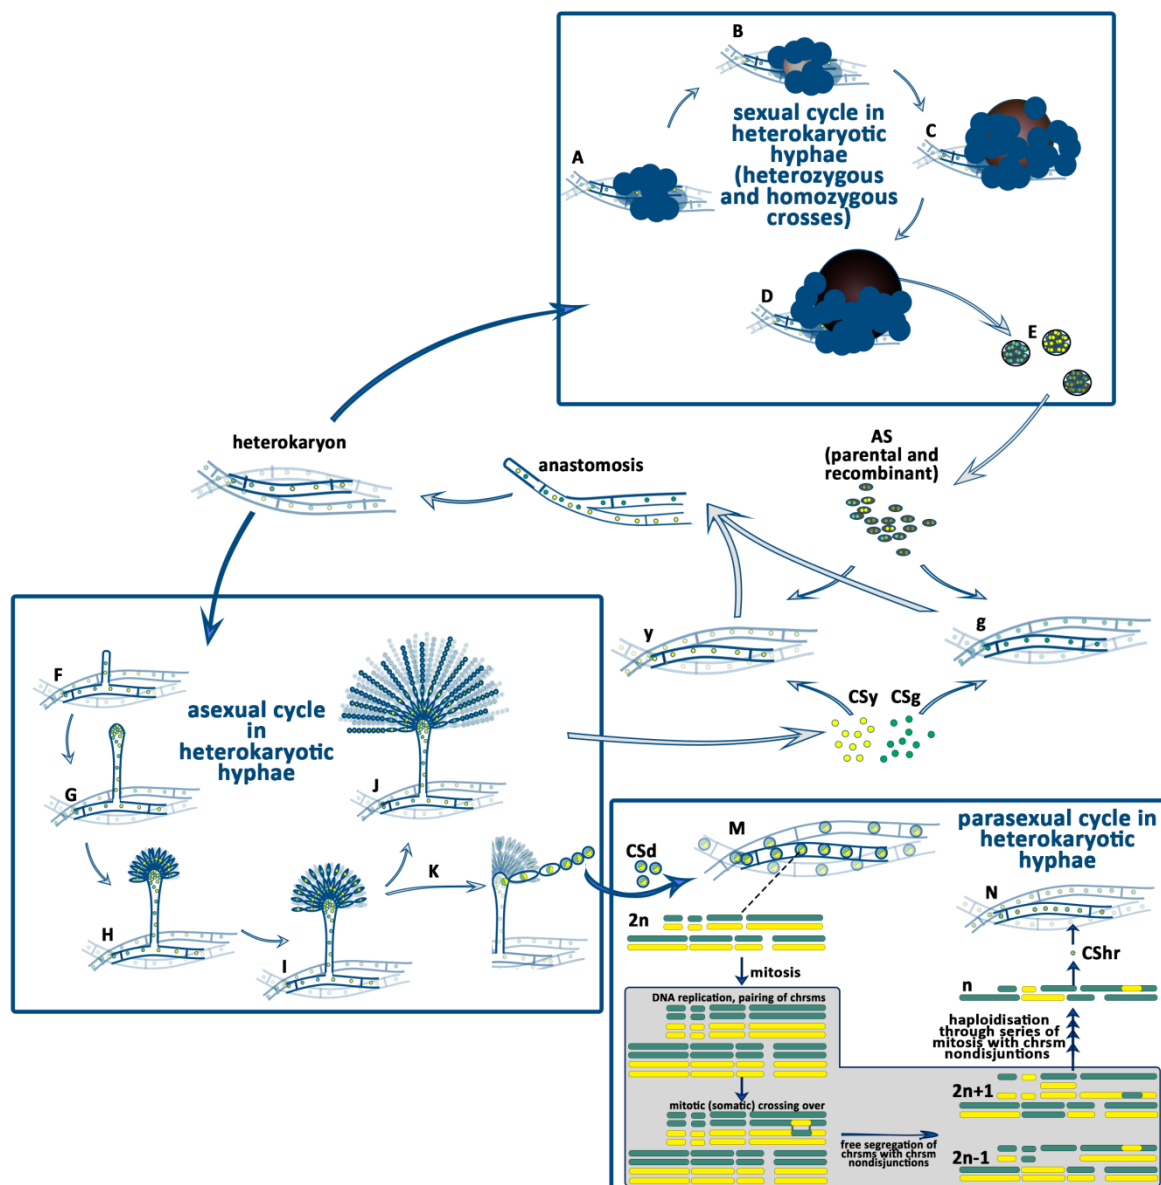 B
sexual cycle in
heterokaryotic
hyphae
(heterozygous
and homozygous
crosses)
A
C
D
E
heterokaryon
anastomosis
AS
(parental and
recombinant)
y
g
CSy
CSg
F
G
H
I
J
K
asexual cycle
in
heterokaryotic
hyphae
CSd
M
parasexual cycle in
heterokaryotic
hyphae
N
2n
mitosis
DNA replication, pairing of chrsms
mitotic (somatic) crossing over
free segregation of
chrsms with chrsm
nondisjunctions
2n+1
2n-1
haploidisation
through series of
mitosis with chrsm
nondisjuntions
n
CShr